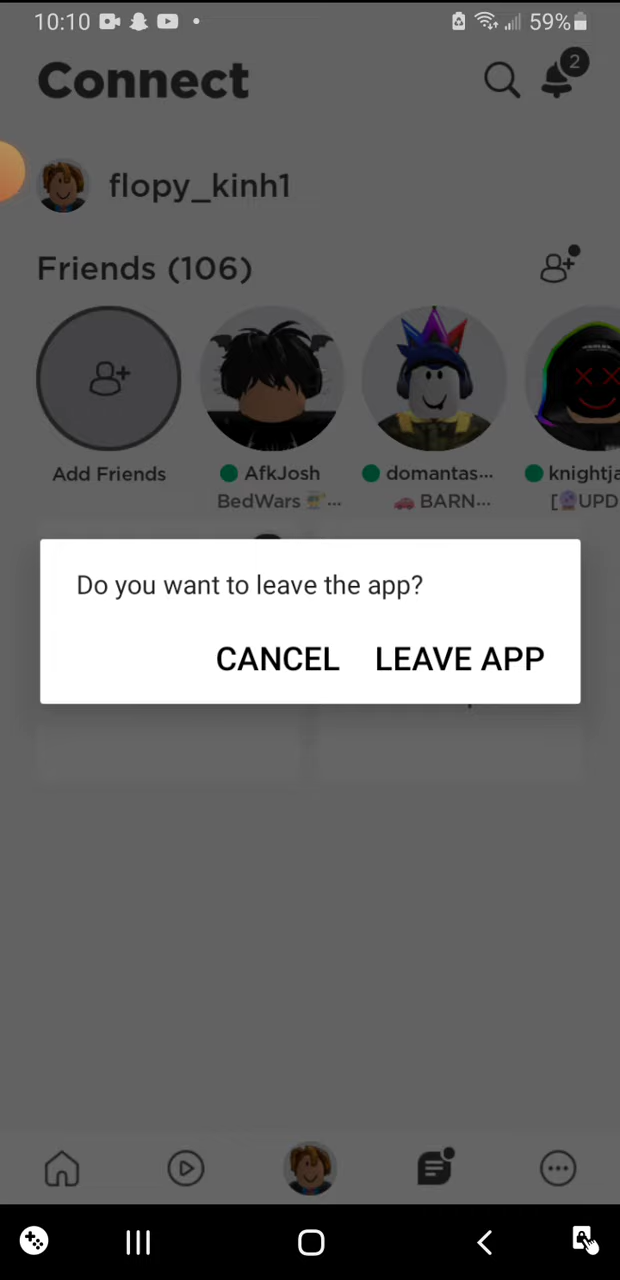 10:10
59%
Connect
2
flopy_kinh1
Friends (106)
Add Friends
AfkJosh
domantas...
knightja
BedWars ...
BARN...
[🔮UPD
Do you want to leave the app?
CANCEL LEAVE APP